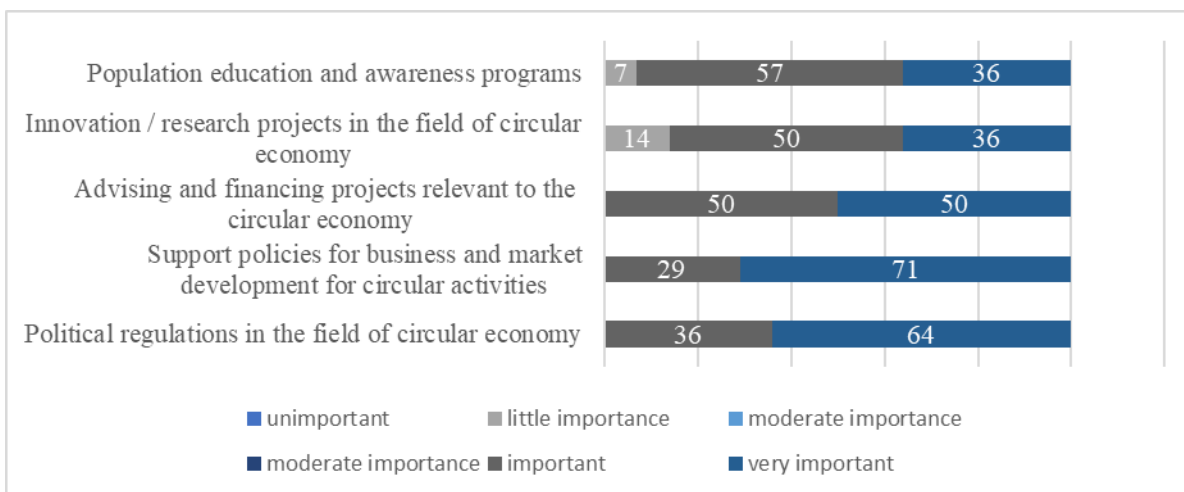 Population education and awareness programs
7 57 36
Innovation / research projects in the field of circular
economy
14 50 36
Advising and financing projects relevant to the
circular economy
50 50
Support policies for business and market
development for circular activities
29 71
Political regulations in the field of circular economy
36 64
unimportant little importance moderate importance
moderate importance important very important